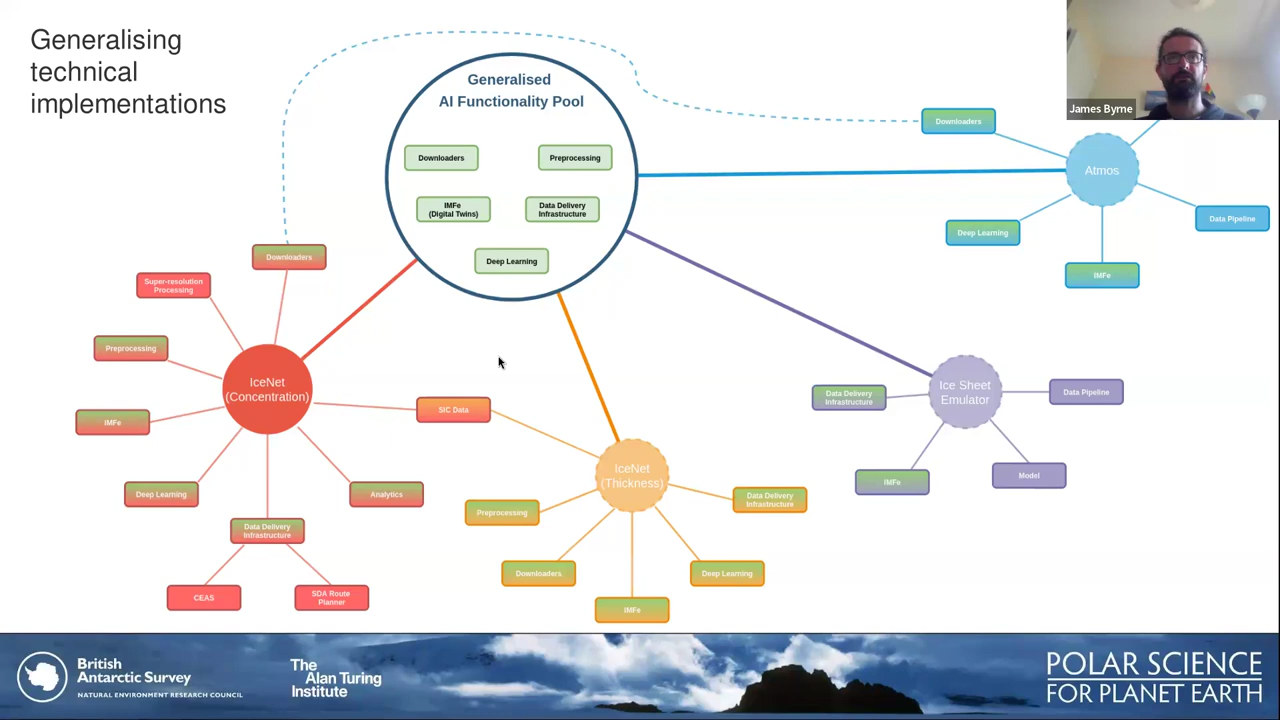 Generalising
technical
implementations
Generalised
AI Functionality Pool
Downloaders
Preprocessing
IMFe
(Digital Twins)
Data Delivery
Infrastructure
Deep Learning
James Byrne
Downloaders
Atmos
Data Pipeline
Deep Learning
IMFe
Downloaders
Super-resolution
Processing
Preprocessing
IceNet
(Concentration)
IMFe
Deep Learning
Data Delivery
Infrastructure
Analytics
CEAS
SDA Route
Planner
SIC Data
IceNet
(Thickness)
Preprocessing
Downloaders
IMFe
Deep Learning
Data Delivery
Infrastructure
Ice Sheet
Emulator
Data Delivery
Infrastructure
Data Pipeline
IMFe
Model
British
Antarctic Survey
NATURAL ENVIRONMENT RESEARCH COUNCIL
The
Alan Turing
Institute
POLAR SCIENCE
FOR PLANET EARTH